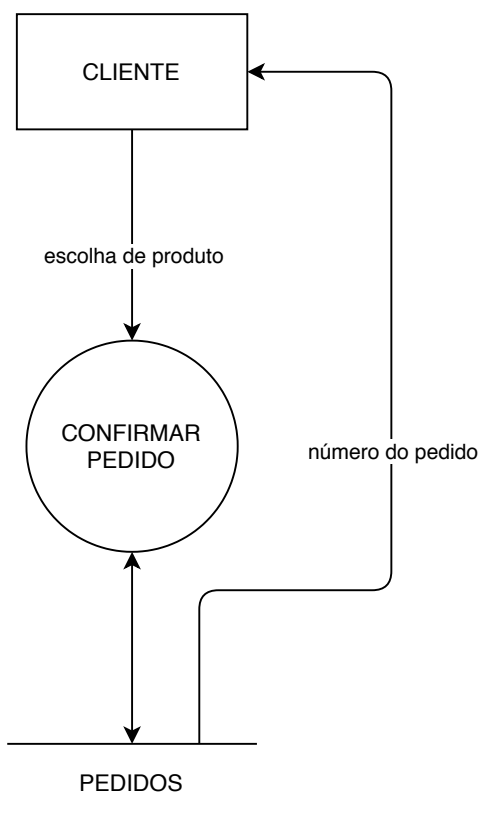 CLIENTE
escolha de produto
CONFIRMAR
PEDIDO
número do pedido
PEDIDOS